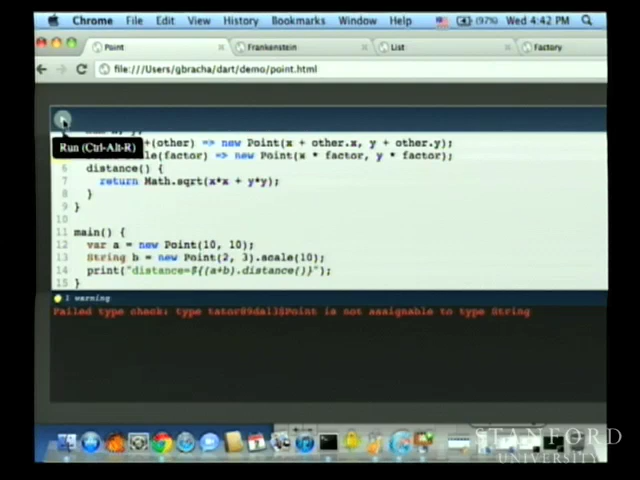 Chrome File Edit View History Bookmarks Window Help (97%) Wed 4:42 PM
Point Frankenstein List Factory
file:///Users/gbracha/dart/demo/point.html
+(other) => new Point(x + other.x, y + other.y);
Run (Ctrl-Alt-R)
(factor) => new Point(x * factor, y * factor);
6 distance() {
7 return Math.sqrt(x*x + y*y);
8 }
9 }
10
11 main() {
12 var a = new Point(10, 10);
13 String b = new Point(2, 3).scale(10);
14 print("distance=${(a+b).distance()}");
15 }
1 warning
Failed type check: type is not assignable to type String
STANFORD
UNIVERSITY